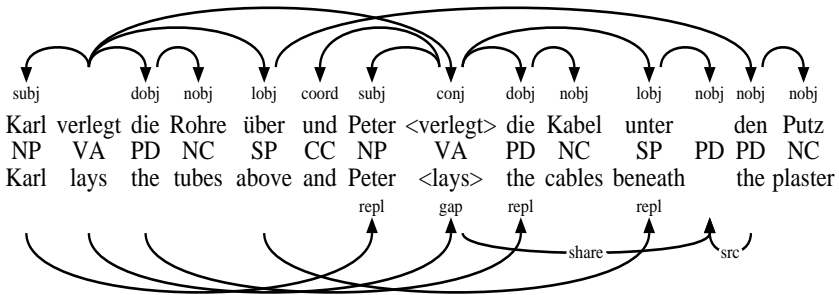 subj dobj nobj lobj coord subj conj dobj nobj lobj nobj nobj nobj
Karl verlegt die Rohre über und Peter <verlegt> die Kabel unter den Putz
NP VA PD NC SP CC NP VA PD NC SP PD PD NC
Karl lays the tubes above and Peter <lays> the cables beneath the plaster
repl gap repl repl
share src